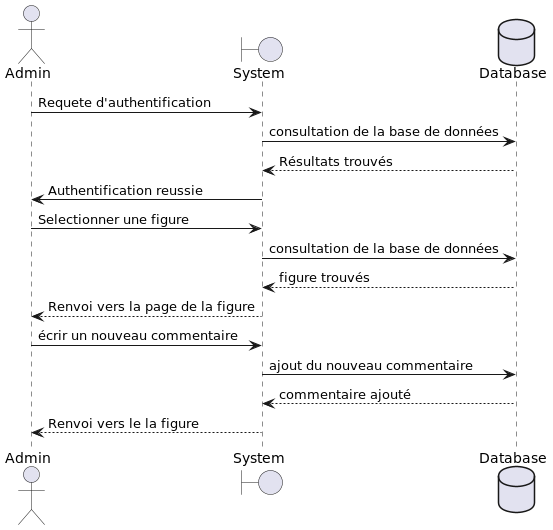 Admin
System
Database
Requete d'authentification
consultation de la base de données
Résultats trouvés
Authentification reussie
Selectionner une figure
consultation de la base de données
figure trouvés
Renvoi vers la page de la figure
écrir un nouveau commentaire
ajout du nouveau commentaire
commentaire ajouté
Renvoi vers le la figure
Admin
System
Database